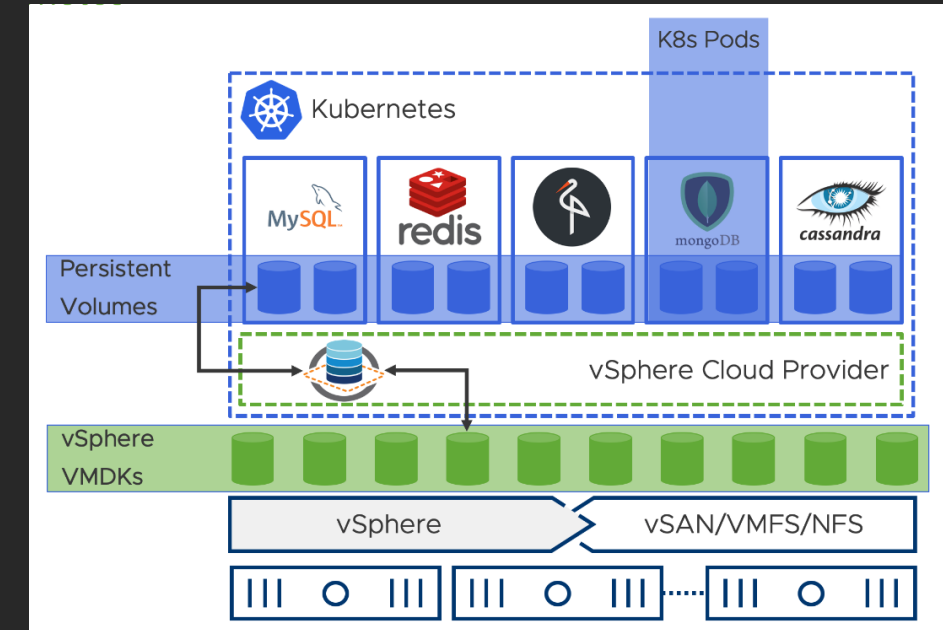 K8s Pods
Kubernetes
MySQL
redis
mongoDB
cassandra
Persistent
Volumes
vSphere Cloud Provider
vSphere
VMDKs
vSphere
vSAN/VMFS/NFS